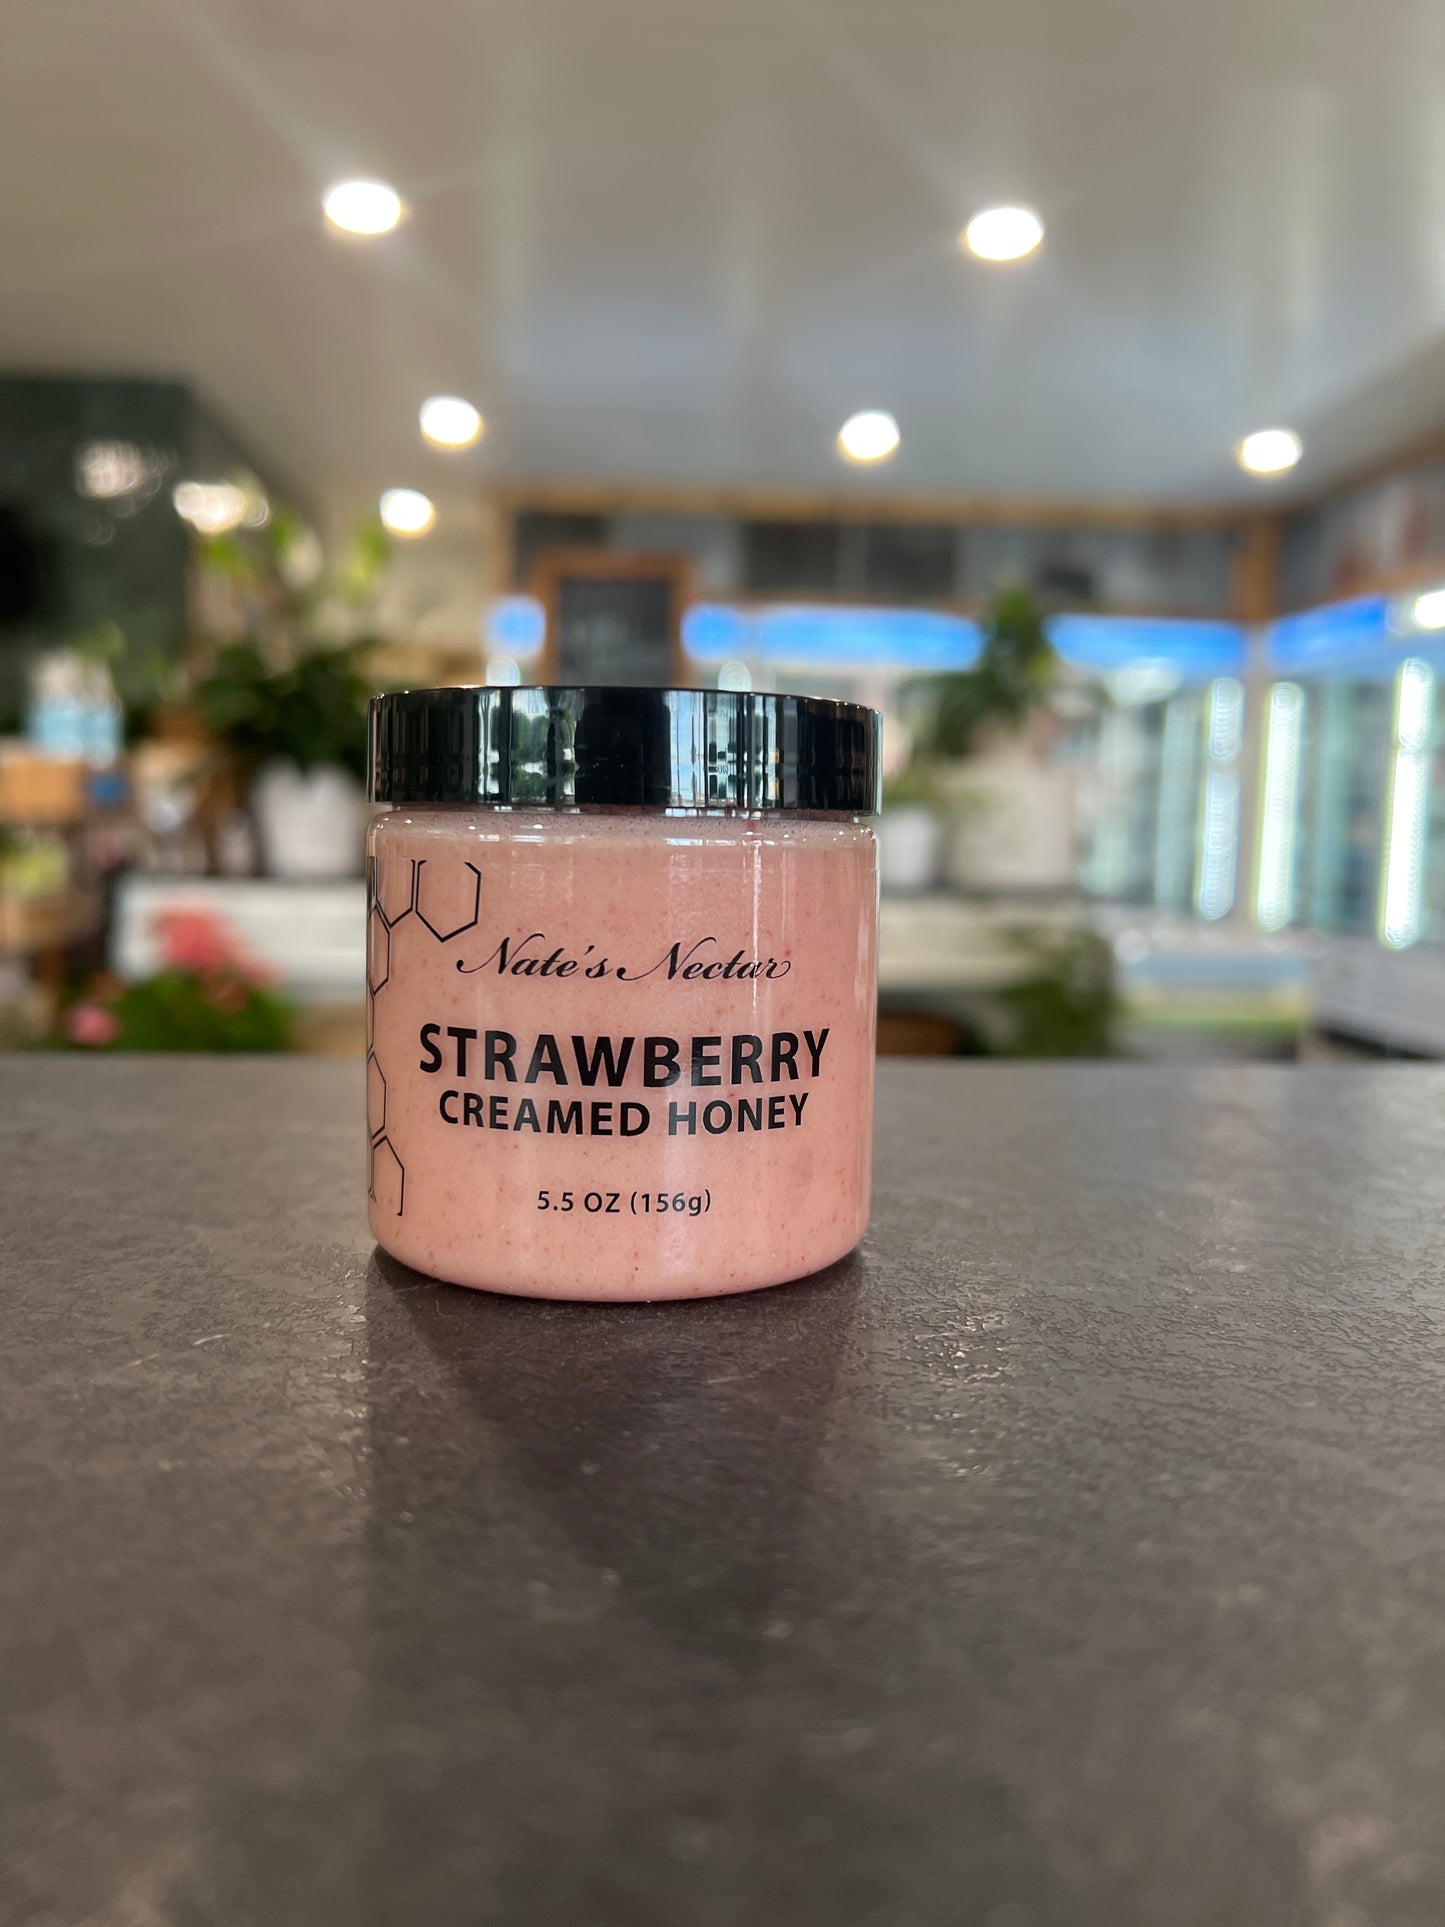 Nate's Nectar
STRAWBERRY
CREAMED HONEY
5.5 OZ (156g)